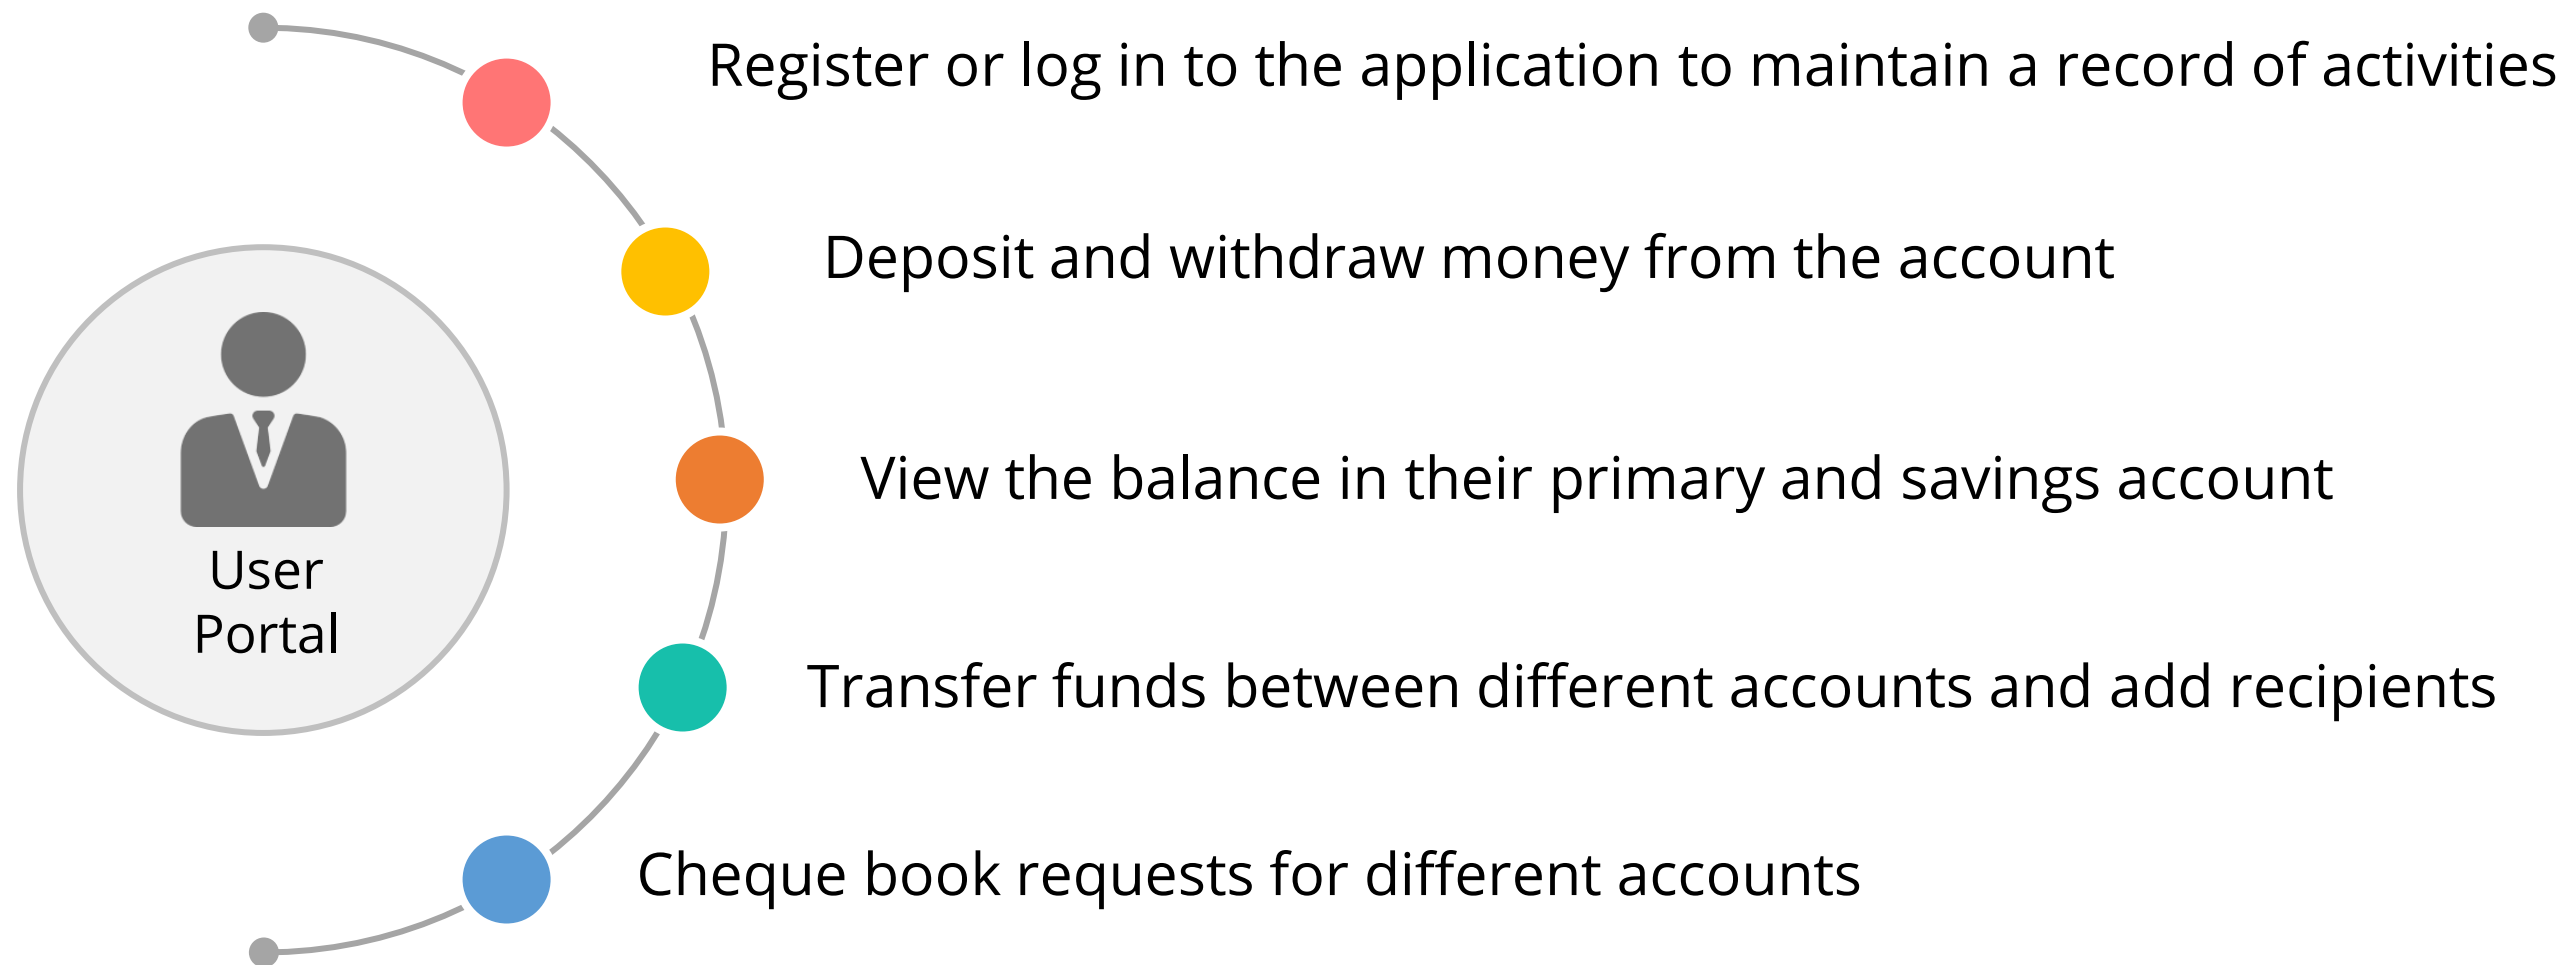 Register or log in to the application to maintain a record of activities
Deposit and withdraw money from the account
View the balance in their primary and savings account
User
Portal
Transfer funds between different accounts and add recipients
Cheque book requests for different accounts